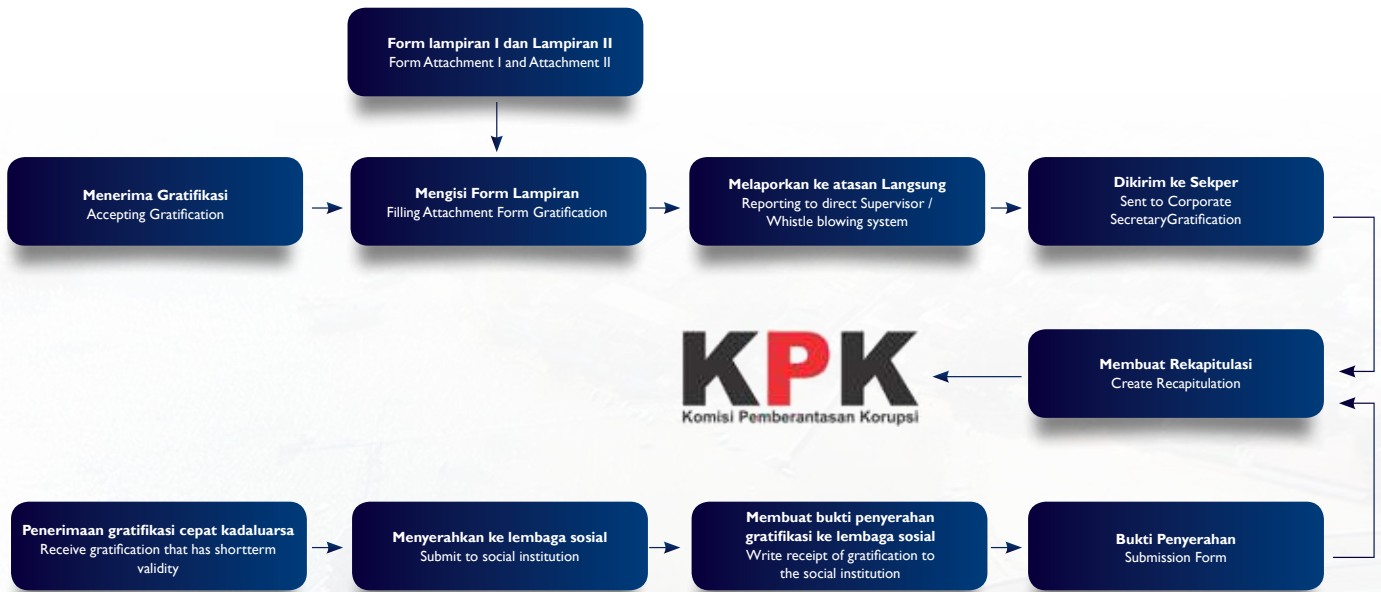 Form lampiran I dan Lampiran II
Form Attachment I and Attachment II
Menerima Gratifikasi
Accepting Gratification
Mengisi Form Lampiran
Filling Attachment Form Gratification
Melaporkan ke atasan Langsung
Reporting to direct Supervisor /
Whistle blowing system
Dikirim ke Sekper
Sent to Corporate
SecretaryGratification
KPK
Komisi Pemberantasan Korupsi
Membuat Rekapitulasi
Create Recapitulation
Penerimaan gratifikasi cepat kadaluarsa
Receive gratification that has shortterm
validity
Menyerahkan ke lembaga sosial
Submit to social institution
Membuat bukti penyerahan
gratifikasi ke lembaga sosial
Write receipt of gratification to
the social institution
Bukti Penyerahan
Submission Form